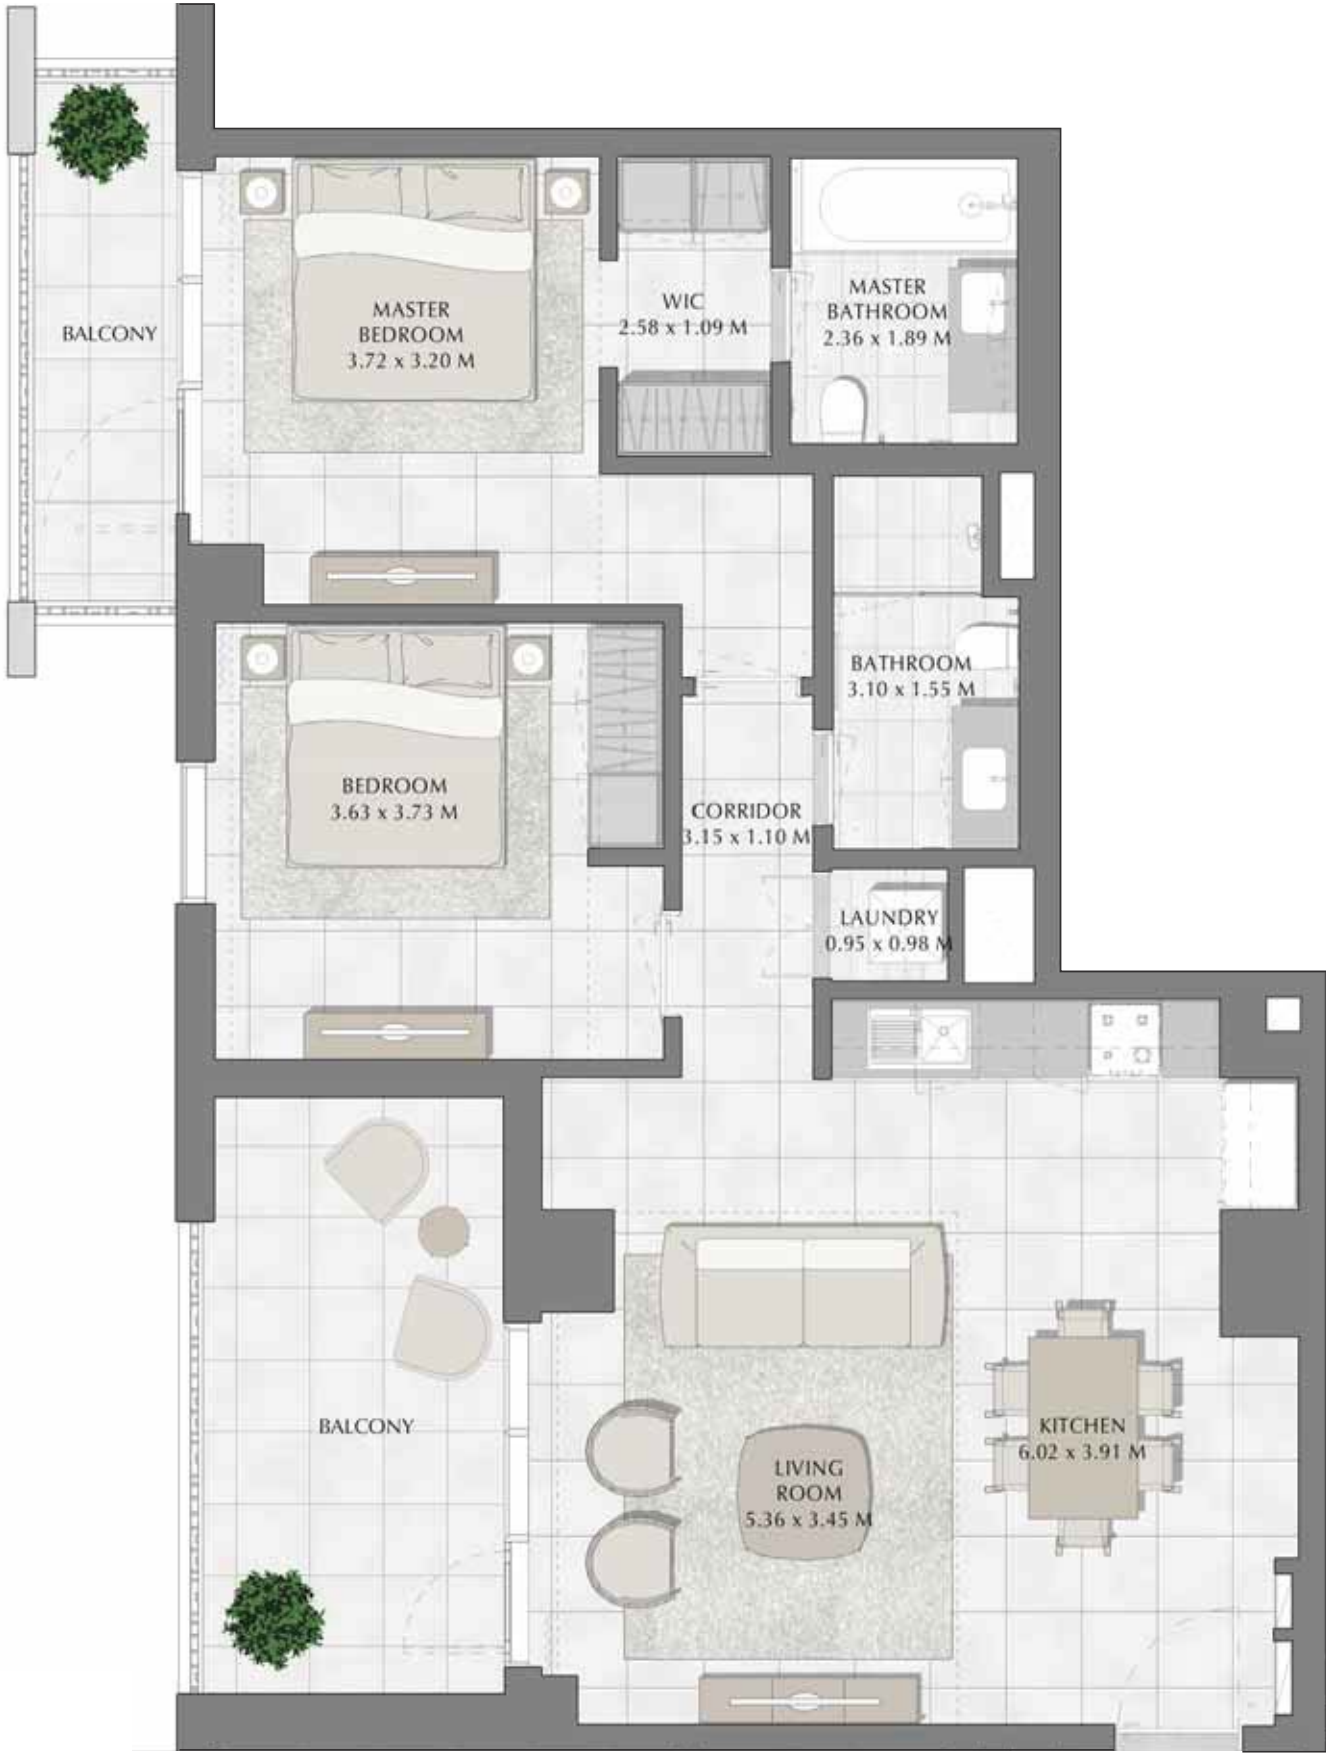 BALCONY
MASTER
BEDROOM
3.72 x 3.20 M
WIC
2.58 x 1.09 M
MASTER
BATHROOM
2.36 x 1.89 M
BATHROOM
3.10 x 1.55 M
BEDROOM
3.63 x 3.73 M
CORRIDOR
3.15 x 1.10 M
LAUNDRY
0.95 x 0.98 M
BALCONY
LIVING
ROOM
5.36 x 3.45 M
KITCHEN
6.02 x 3.91 M